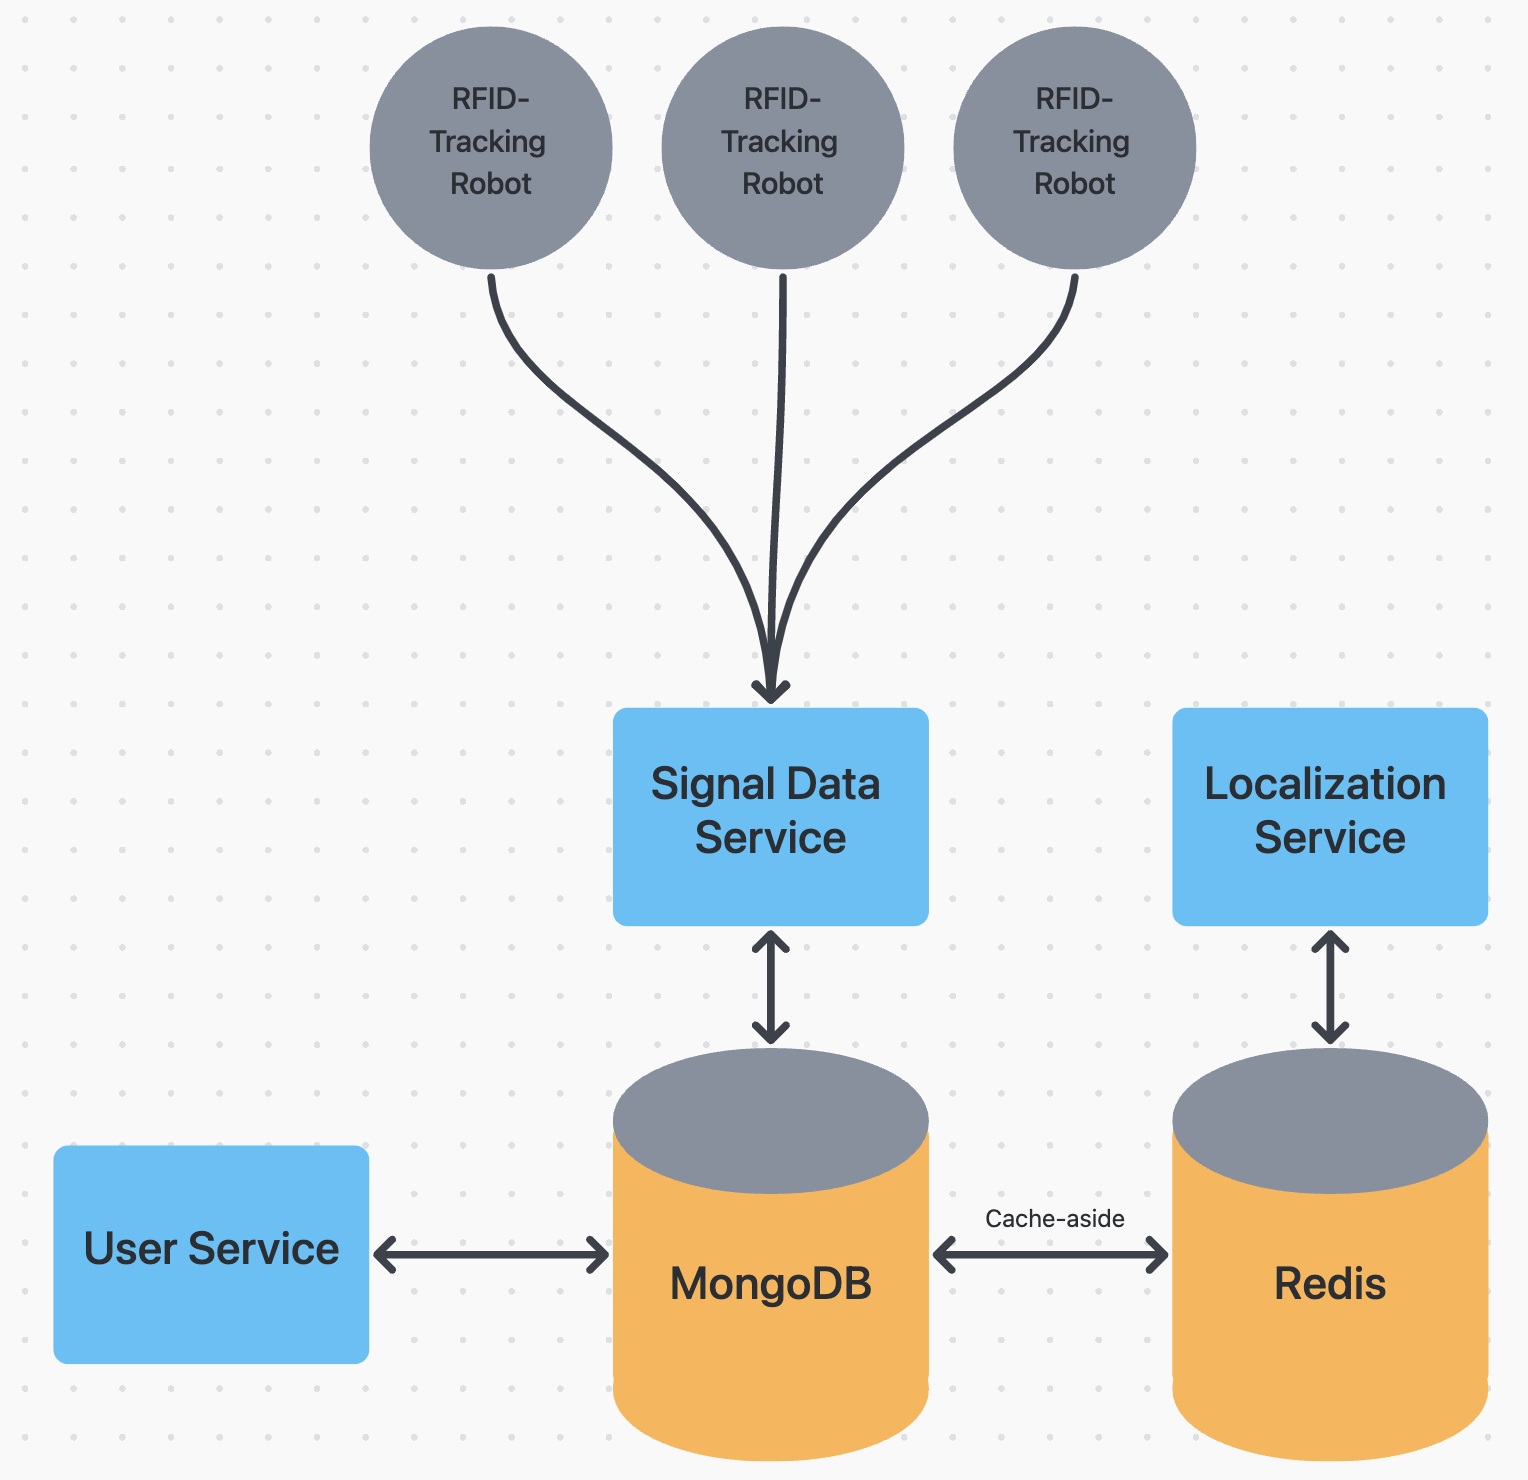 RFID-
Tracking
Robot
RFID-
Tracking
Robot
RFID-
Tracking
Robot
Signal Data
Service
Localization
Service
User Service
MongoDB
Cache-aside
Redis